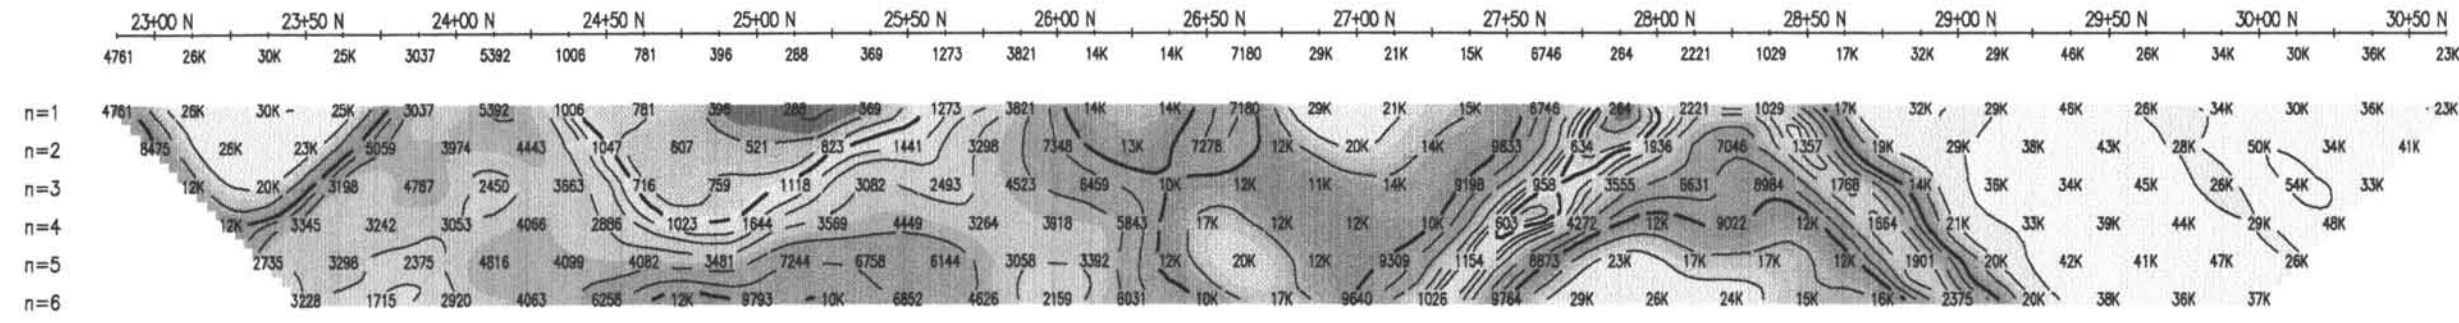 23+00 N 23+50 N 24+00 N 24+50 N 25+00 N 25+50 N 26+00 N 26+50 N 27+00 N 27+50 N 28+00 N 28+50 N 29+00 N 29+50 N 30+00 N 30+50 N
4761 26K 30K 25K 3037 5392 1006 781 396 288 369 1273 3821 14K 14K 7180 29K 21K 15K 6746 264 2221 1029 17K 32K 29K 46K 26K 34K 30K 36K 23K
n=1 4761 26K 30K 25K 3037 5392 1006 781 396 288 369 1273 3821 14K 14K 7180 29K 21K 15K 6746 264 2221 1029 17K 32K 29K 46K 26K 34K 30K 36K 23K
n=2 8475 26K 23K 5059 3974 4443 1047 607 521 823 1441 3298 7348 13K 7278 12K 20K 14K 9833 634 1936 7046 1357 19K 29K 38K 43K 28K 50K 34K 41K
n=3 12K 20K 3198 4787 2450 3663 716 759 1118 3082 2493 4523 6459 10K 12K 11K 14K 9198 958 3555 6631 8984 1768 14K 36K 34K 45K 26K 54K 33K
n=4 12K 3345 3242 3053 4066 2886 1023 1644 3569 4449 3264 3918 5843 17K 12K 12K 10K 603 4272 12K 9022 12K 1664 21K 33K 39K 44K 29K 48K
n=5 2735 3298 2375 4816 4099 4082 3481 7244 6758 6144 3058 3392 12K 20K 12K 9309 1154 8873 23K 17K 17K 12K 1901 20K 42K 41K 47K 26K
n=6 3228 1715 2920 4063 6258 12K 9793 10K 6852 4626 2159 6031 10K 17K 9640 1026 9764 29K 26K 24K 15K 16K 2375 20K 38K 36K 37K